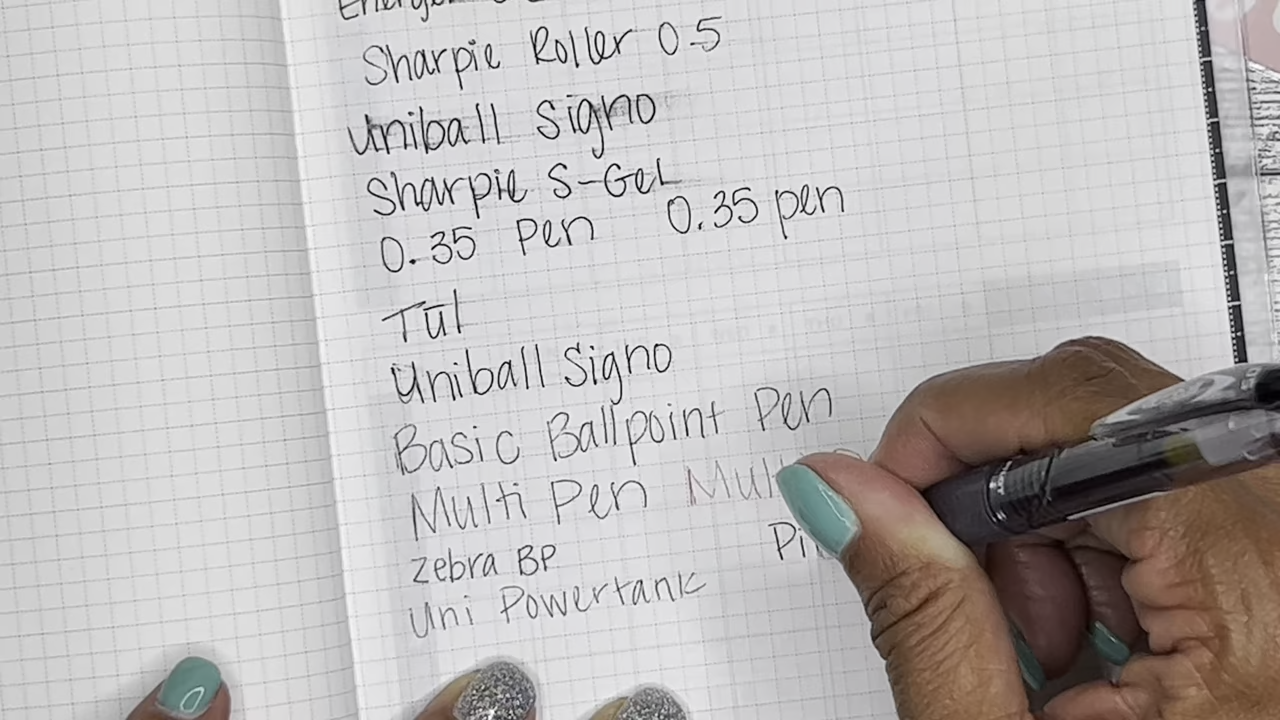 Sharpie Roller 0.5
Uniball Signo
Sharpie S-Gel
0.35 Pen 0.35 pen
Tūl
Uniball Signo
Basic Ballpoint Pen
Multi Pen
Zebra BP
Uni Powertank